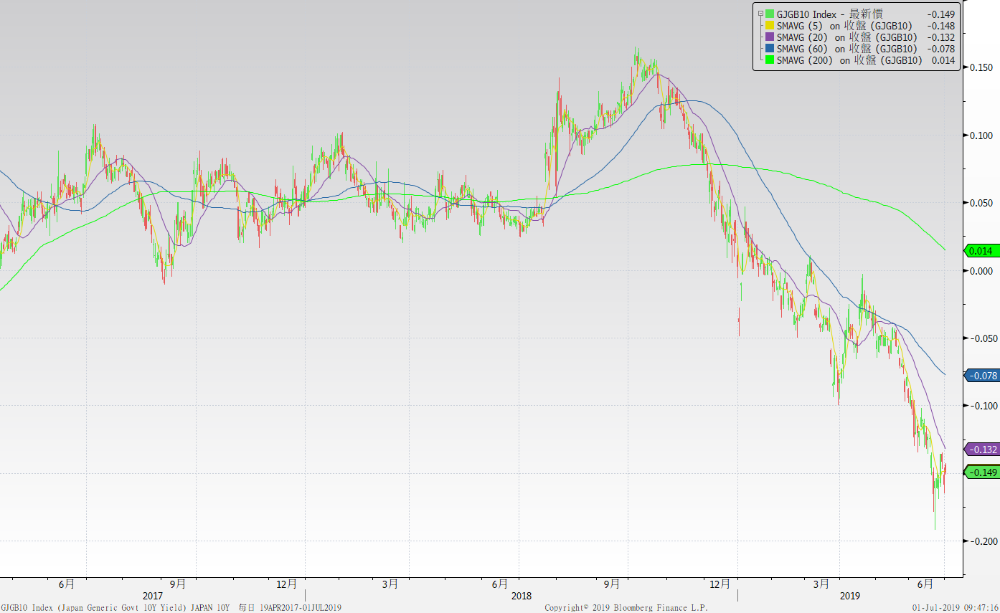 GJGB10 Index - 最新價 -0.149
SMAVG (5) on 收盤 (GJGB10) -0.148
SMAVG (20) on 收盤 (GJGB10) -0.132
SMAVG (60) on 收盤 (GJGB10) -0.078
SMAVG (200) on 收盤 (GJGB10) 0.014
0.150
0.100
0.050
0.014
0.000
-0.050
-0.078
-0.100
-0.132
-0.149
-0.200
6月 9月 12月 3月 6月 9月 12月 3月 6月
2017 2018 2019
GJGB10 Index (Japan Generic Govt 10Y Yield) JAPAN 10Y 每日 19APR2017-01JUL2019 Copyright© 2019 Bloomberg Finance L.P. 01-Jul-2019 09:47:16